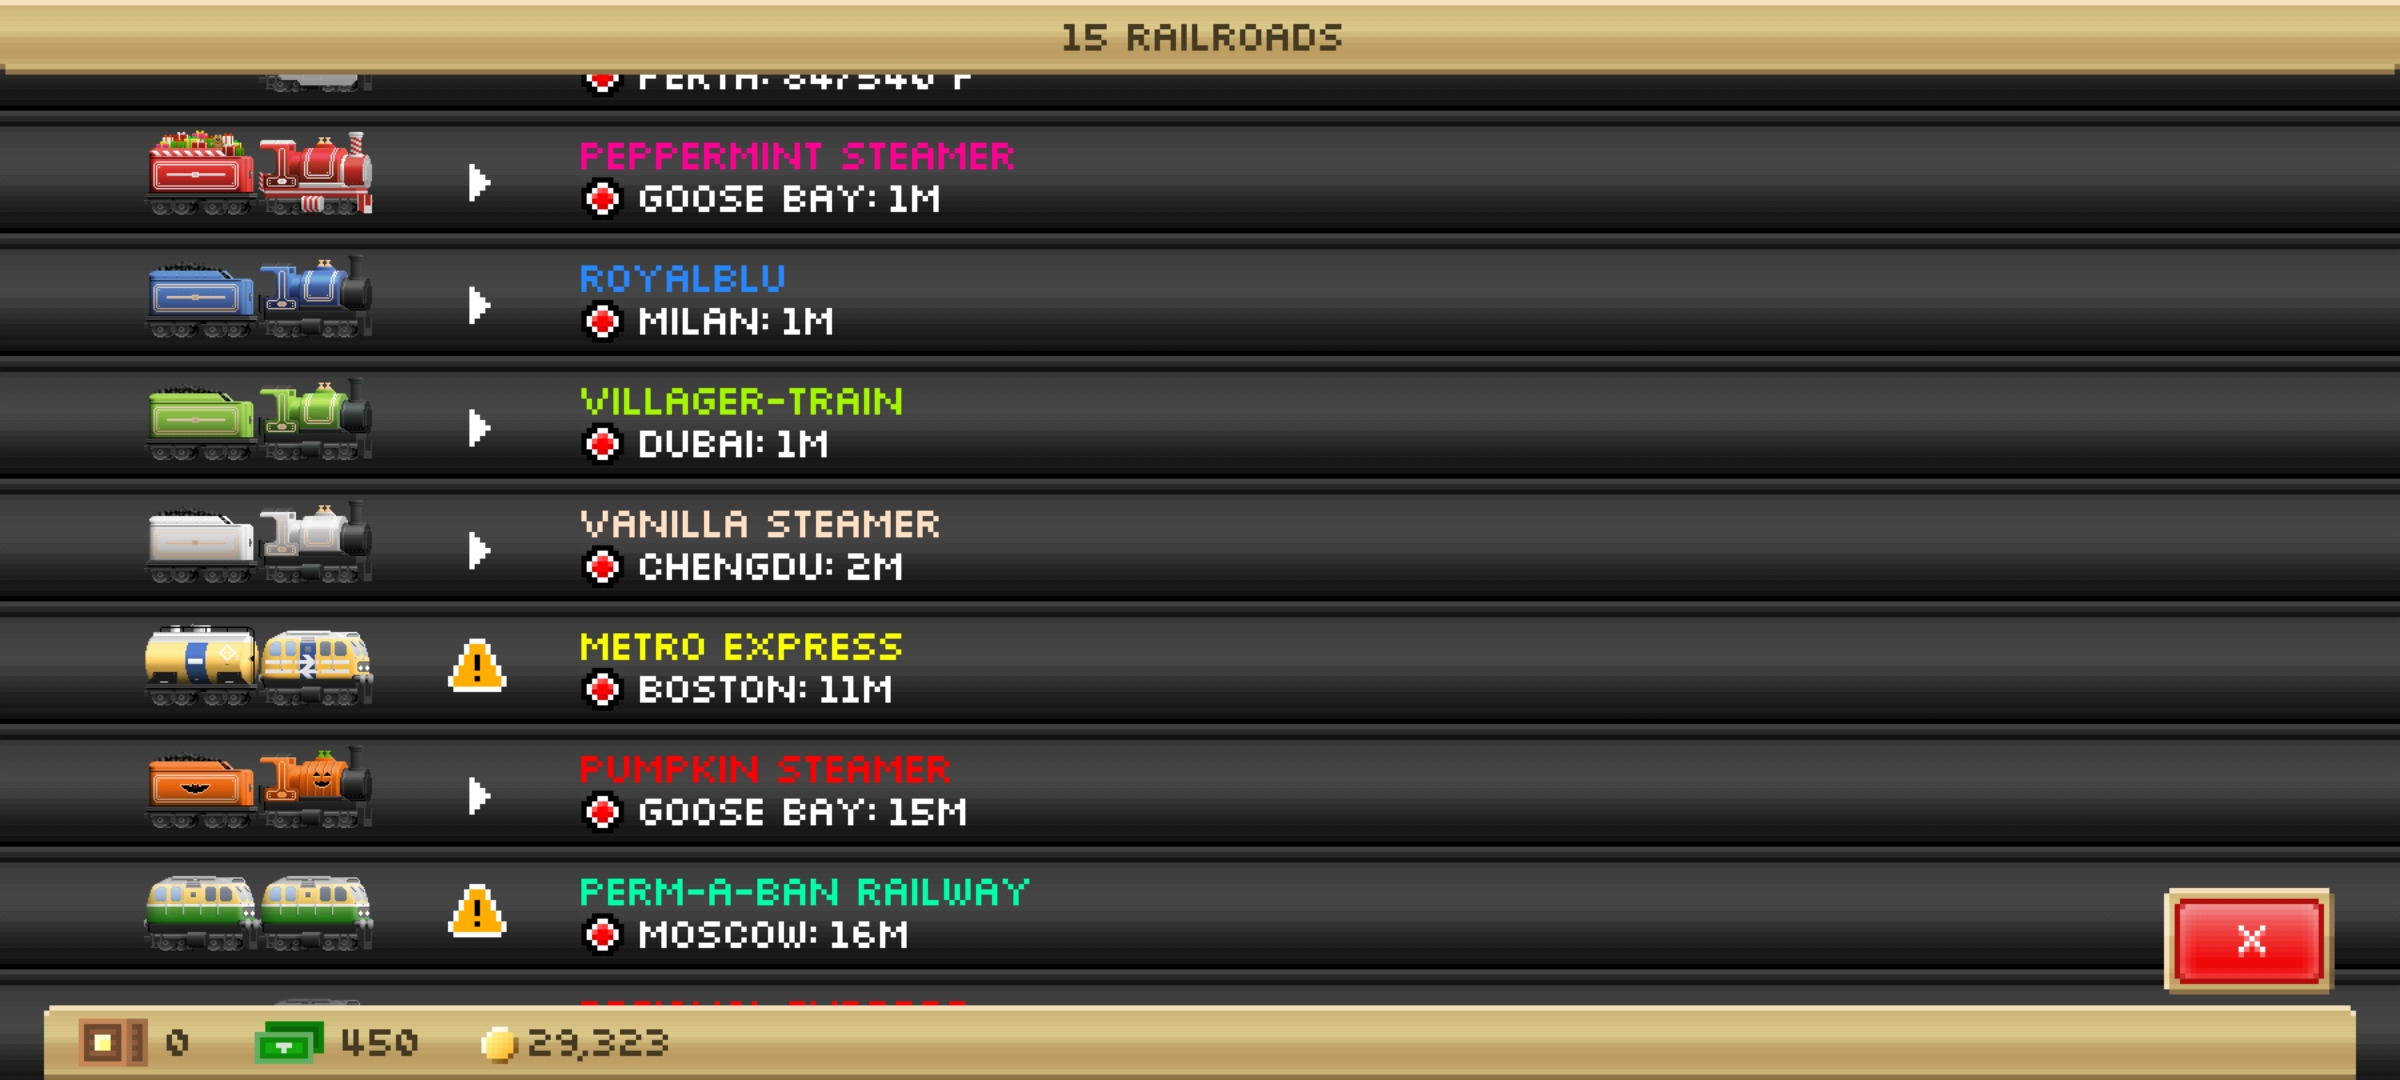 15 RAILROADS
PERTH:
PEPPERMINT STEAMER
GOOSE BAY: 1M
ROYALBLU
MILAN: 1M
VILLAGER-TRAIN
DUBAI: 1M
VANILLA STEAMER
CHENGDU: 2M
METRO EXPRESS
BOSTON: 11M
PUMPKIN STEAMER
GOOSE BAY: 15M
PERM-A-BAN RAILWAY
MOSCOW: 16M
X
0
450
29,323